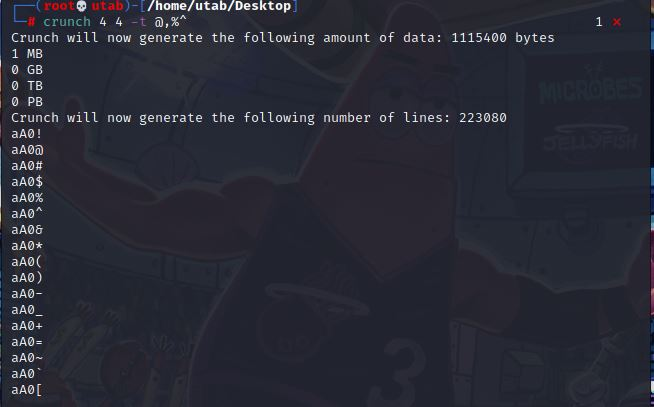 ┌──(root💀utab)-[/home/utab/Desktop]
└─# crunch 4 4 -t @,%^ 1 ⨯
Crunch will now generate the following amount of data: 1115400 bytes
1 MB
0 GB
0 TB
0 PB
Crunch will now generate the following number of lines: 223080
aA0!
aA0@
aA0#
aA0$
aA0%
aA0^
aA0&
aA0*
aA0(
aA0)
aA0-
aA0_
aA0+
aA0=
aA0~
aA0`
aA0[
MICROBES
JELLYFISH
3